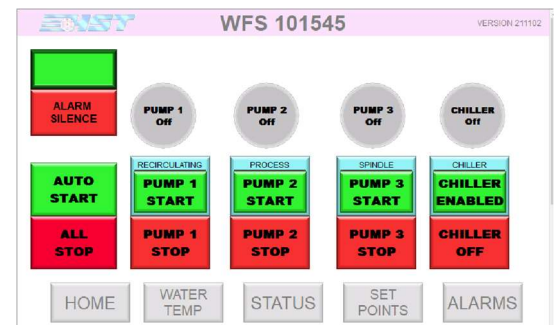 WFS 101545
VERSION 211102
ALARM
SILENCE
PUMP 1
Off
PUMP 2
Off
PUMP 3
Off
CHILLER
Off
AUTO
START
RECIRCULATING
PUMP 1
START
PROCESS
PUMP 2
START
SPINDLE
PUMP 3
START
CHILLER
CHILLER
ENABLED
ALL
STOP
PUMP 1
STOP
PUMP 2
STOP
PUMP 3
STOP
CHILLER
OFF
HOME
WATER
TEMP
STATUS
SET
POINTS
ALARMS